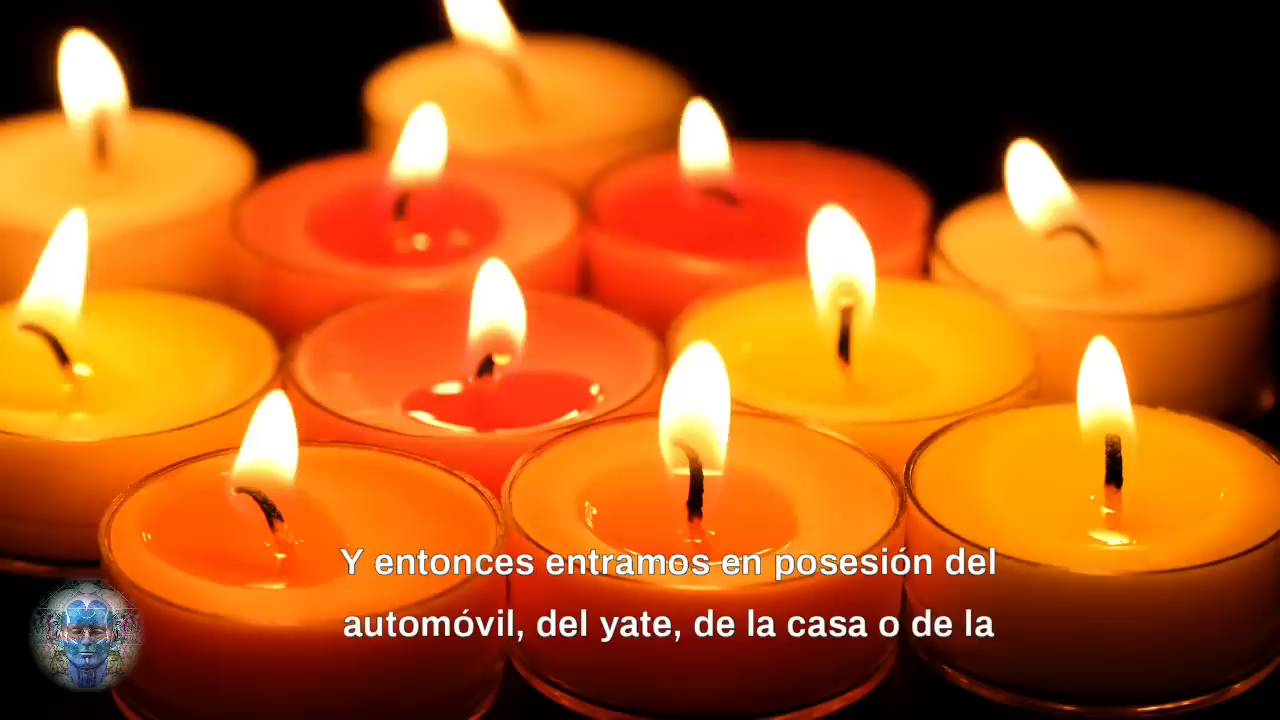 Y entonces entramos en posesión del
automóvil, del yate, de la casa o de la